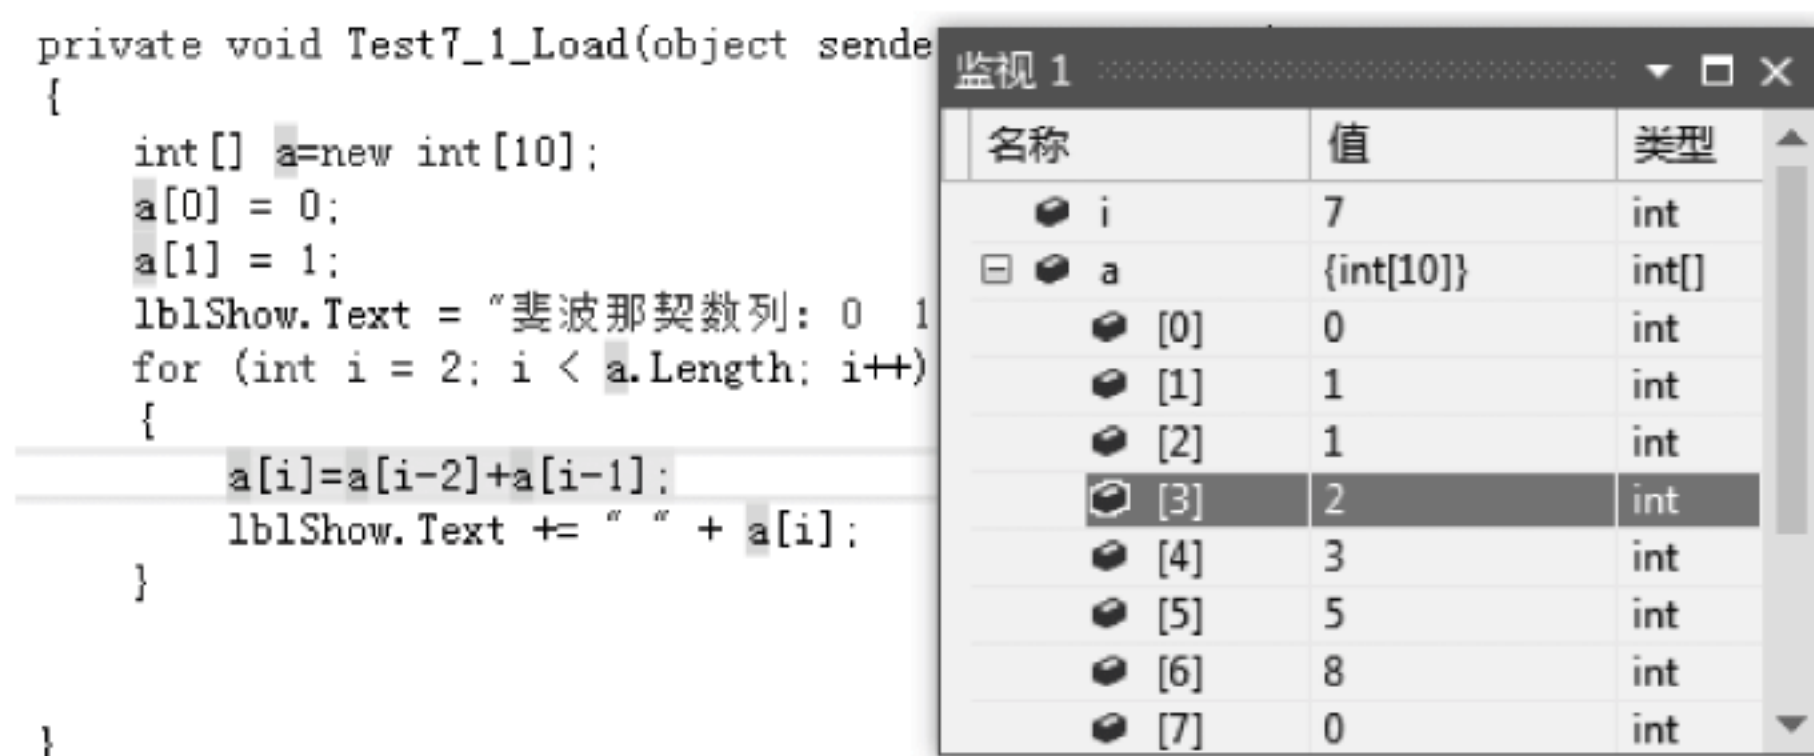 private void Test7_1_Load(object sende
{
int[] a=new int[10];
a[0] = 0;
a[1] = 1;
lblShow.Text = "斐波那契数列: 0  1
for (int i = 2; i < a.Length; i++)
{
a[i]=a[i-2]+a[i-1];
lblShow.Text += " " + a[i];
}
}
监视 1
名称 值 类型
i 7 int
a {int[10]} int[]
[0] 0 int
[1] 1 int
[2] 1 int
[3] 2 int
[4] 3 int
[5] 5 int
[6] 8 int
[7] 0 int